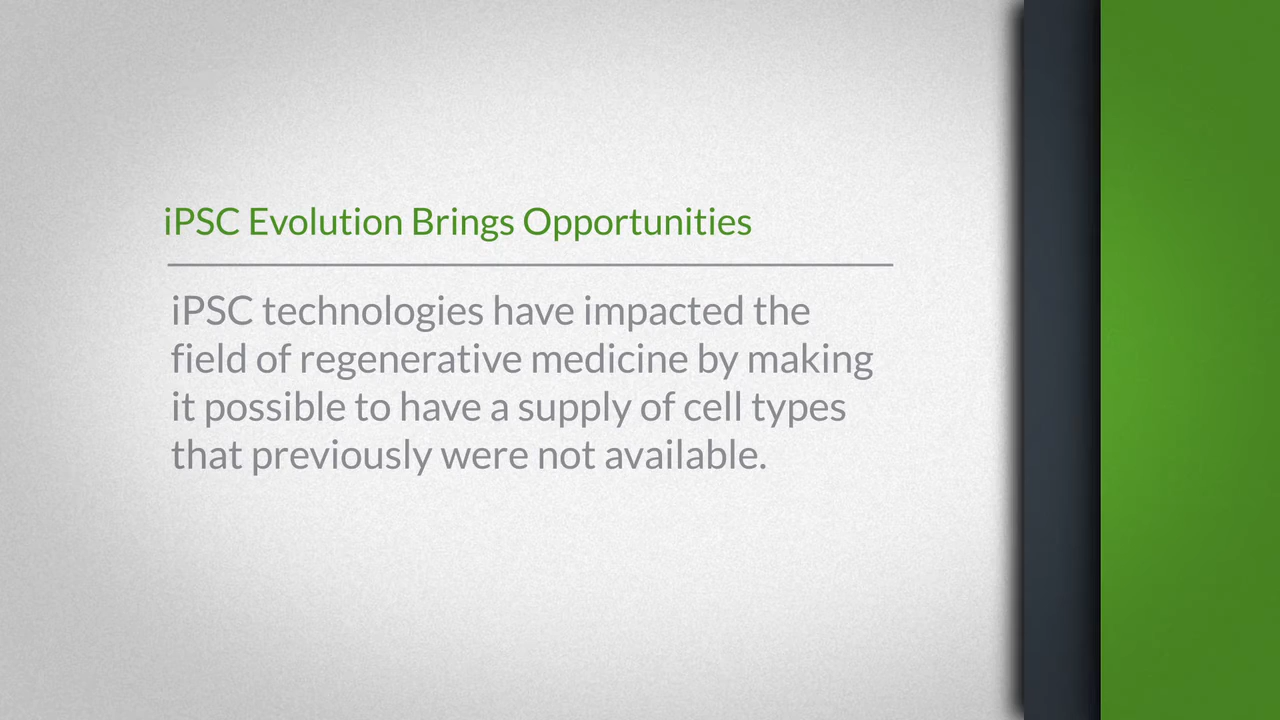 iPSC Evolution Brings Opportunities
iPSC technologies have impacted the
field of regenerative medicine by making
it possible to have a supply of cell types
that previously were not available.